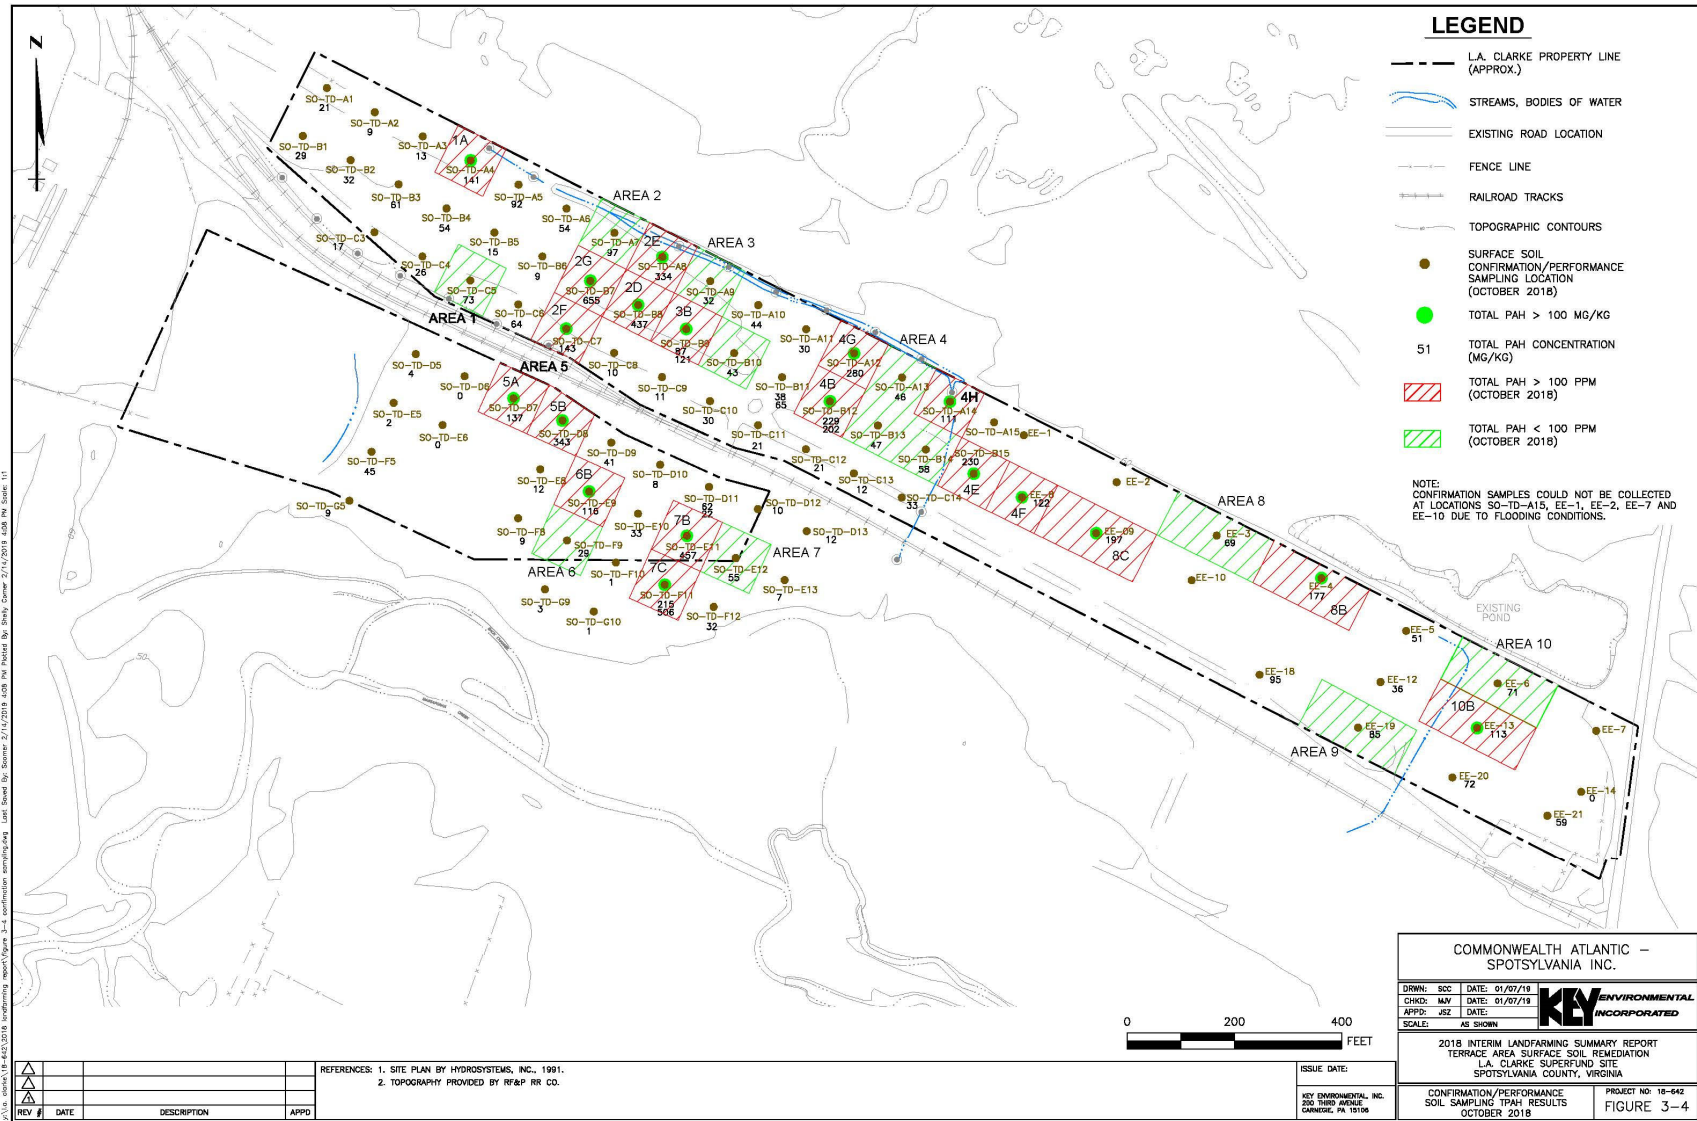 LEGEND
L.A. CLARKE PROPERTY LINE
(APPROX.)
STREAMS, BODIES OF WATER
EXISTING ROAD LOCATION
FENCE LINE
RAILROAD TRACKS
TOPOGRAPHIC CONTOURS
SURFACE SOIL
CONFIRMATION/PERFORMANCE
SAMPLING LOCATION
(OCTOBER 2018)
TOTAL PAH > 100 MG/KG
51
TOTAL PAH CONCENTRATION
(MG/KG)
TOTAL PAH > 100 PPM
(OCTOBER 2018)
TOTAL PAH < 100 PPM
(OCTOBER 2018)
NOTE:
CONFIRMATION SAMPLES COULD NOT BE COLLECTED
AT LOCATIONS SO-TD-A15, EE-1, EE-2, EE-7 AND
EE-10 DUE TO FLOODING CONDITIONS.
N
SO-TD-A1
21
SO-TD-A2
9
SO-TD-A3
13
1A
SO-TD-A4
141
SO-TD-A5
92
SO-TD-A6
54
AREA 2
SO-TD-A7
97
2E
SO-TD-A8
334
AREA 3
SO-TD-A9
32
SO-TD-A10
44
SO-TD-A11
30
4G
SO-TD-A12
280
AREA 4
SO-TD-A13
46
4H
SO-TD-A14
111
SO-TD-A15
EE-1
SO-TD-B1
29
SO-TD-B2
32
SO-TD-B3
61
SO-TD-B4
54
SO-TD-B5
15
SO-TD-B6
9
2G
SO-TD-B7
655
2D
SO-TD-B8
437
3B
SO-TD-B9
87
121
SO-TD-B10
43
SO-TD-B11
38
65
4B
SO-TD-B12
229
202
SO-TD-B13
47
SO-TD-B14
58
SO-TD-B15
230
4E
SO-TD-C3
17
SO-TD-C4
26
SO-TD-C5
73
AREA 1
SO-TD-C6
64
2F
SO-TD-C7
143
SO-TD-C8
10
SO-TD-C9
11
SO-TD-C10
30
SO-TD-C11
21
SO-TD-C12
21
SO-TD-C13
12
SO-TD-C14
33
AREA 5
SO-TD-D5
4
SO-TD-D6
0
5A
SO-TD-D7
137
5B
SO-TD-D8
343
SO-TD-D9
41
SO-TD-D10
8
SO-TD-D11
62
22
SO-TD-D12
10
SO-TD-D13
12
SO-TD-E5
2
SO-TD-E6
0
SO-TD-E8
12
6B
SO-TD-E9
116
SO-TD-E10
33
7B
SO-TD-E11
457
SO-TD-E12
55
AREA 7
SO-TD-E13
7
SO-TD-F5
45
SO-TD-F8
9
SO-TD-F9
29
AREA 6
SO-TD-F10
1
7C
SO-TD-F11
215
506
SO-TD-F12
32
SO-TD-G5
9
SO-TD-G9
3
SO-TD-G10
1
EE-8
122
4F
EE-2
EE-09
197
8C
AREA 8
EE-3
69
EE-10
EE-4
177
8B
EXISTING
POND
EE-5
51
AREA 10
EE-6
71
EE-18
95
EE-12
36
10B
EE-13
113
EE-7
EE-19
85
AREA 9
EE-20
72
EE-14
0
EE-21
59
50
0 200 400
FEET
COMMONWEALTH ATLANTIC –
SPOTSYLVANIA INC.
DRWN: SCC DATE: 01/07/19
CHKD: MJV DATE: 01/07/19
APPD: JSZ DATE:
SCALE: AS SHOWN
KEY ENVIRONMENTAL
INCORPORATED
2018 INTERIM LANDFARMING SUMMARY REPORT
TERRACE AREA SURFACE SOIL REMEDIATION
L.A. CLARKE SUPERFUND SITE
SPOTSYLVANIA COUNTY, VIRGINIA
CONFIRMATION/PERFORMANCE
SOIL SAMPLING TPAH RESULTS
OCTOBER 2018
PROJECT NO: 18-642
FIGURE 3-4
ISSUE DATE:
KEY ENVIRONMENTAL, INC.
200 THIRD AVENUE
CARNEGIE, PA 15106
REFERENCES: 1. SITE PLAN BY HYDROSYSTEMS, INC., 1991.
2. TOPOGRAPHY PROVIDED BY RF&P RR CO.
REV # DATE DESCRIPTION APPD